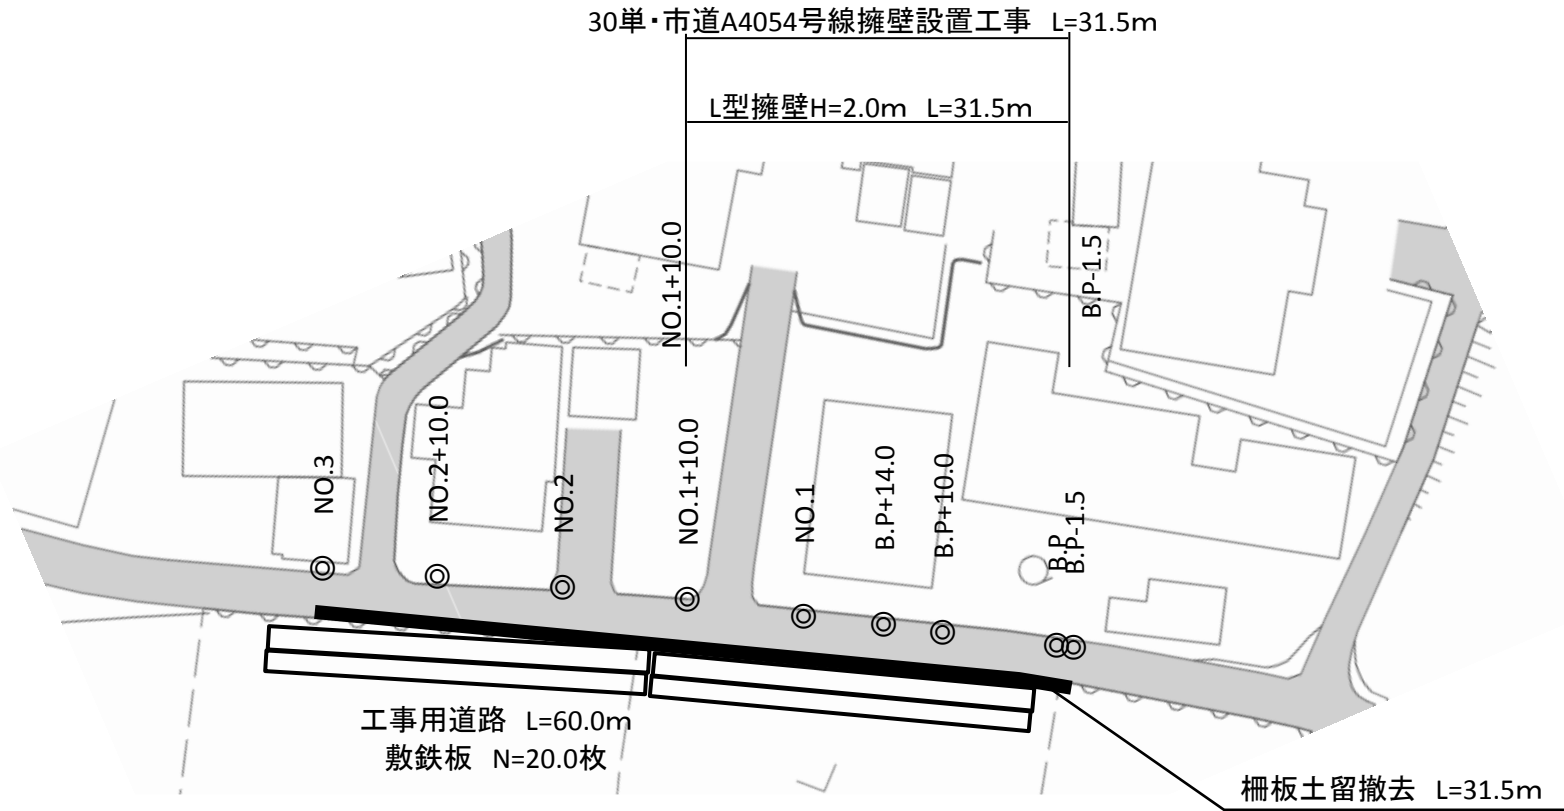 30単・市道A4054号線擁壁設置工事 L=31.5m
L型擁壁H=2.0m L=31.5m
NO.1+10.0
B.P-1.5
NO.3
NO.2+10.0
NO.2
NO.1+10.0
NO.1
B.P+14.0
B.P+10.0
B.P
B.P-1.5
工事用道路 L=60.0m
敷鉄板 N=20.0枚
柵板土留撤去 L=31.5m